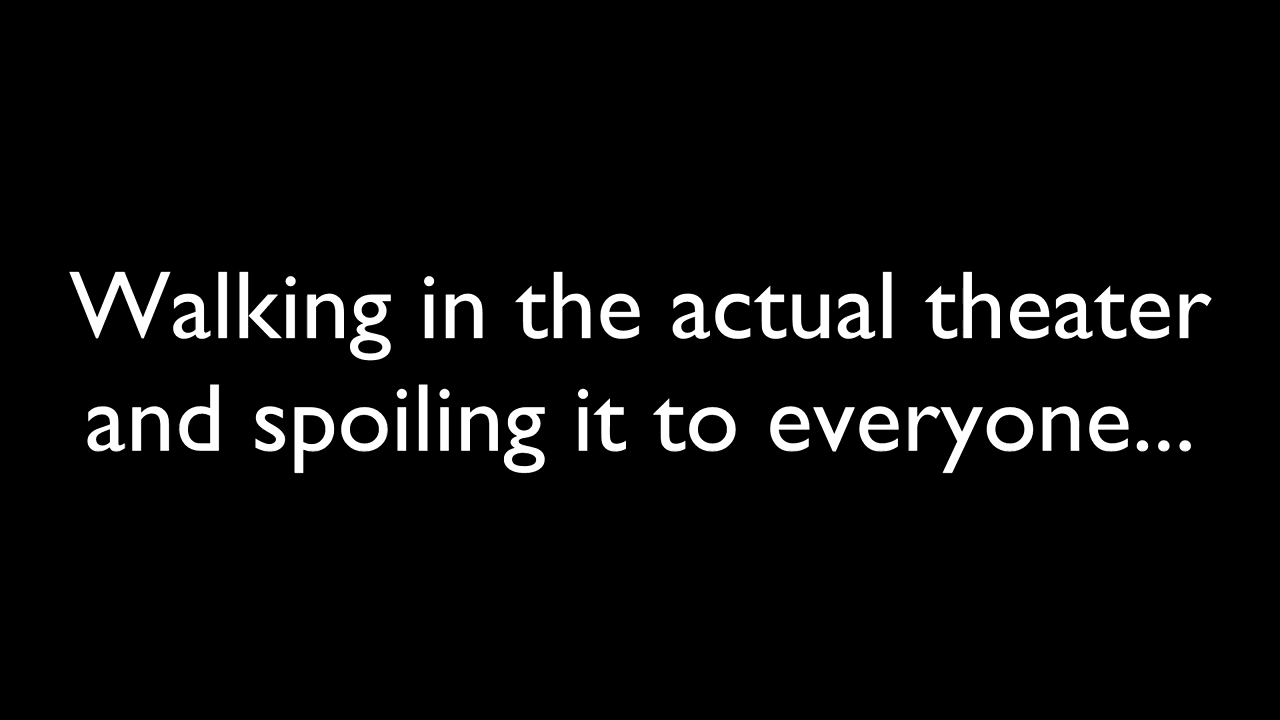 Walking in the actual theater
and spoiling it to everyone...